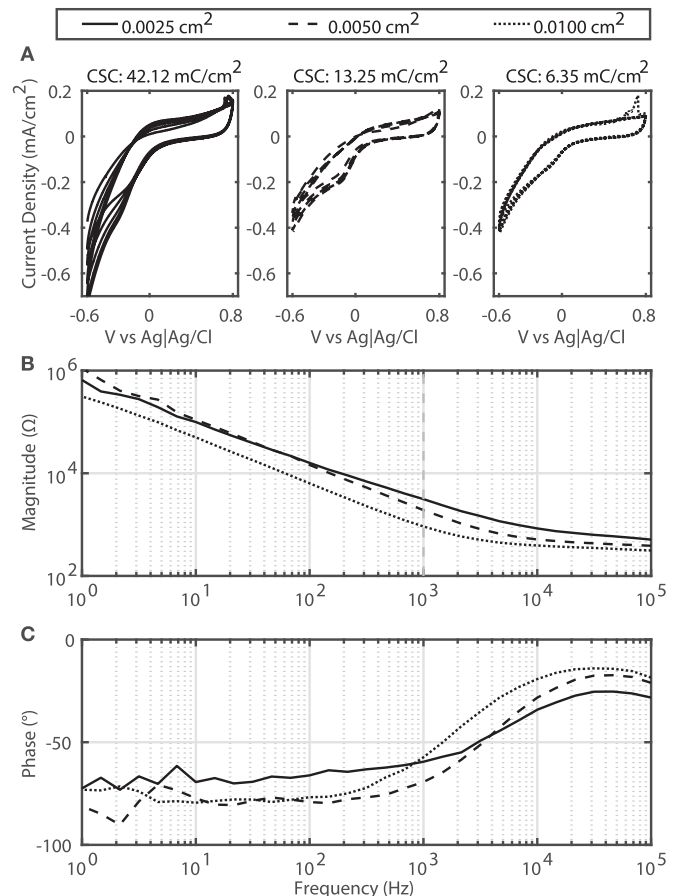 0.0025 cm² 0.0050 cm² 0.0100 cm²
A
CSC: 42.12 mC/cm² CSC: 13.25 mC/cm² CSC: 6.35 mC/cm²
Current Density (mA/cm²)
0.2 0.2 0.2
0 0 0
-0.2 -0.2 -0.2
-0.4 -0.4 -0.4
-0.6 -0.6 -0.6
-0.6 0 0.8 -0.6 0 0.8 -0.6 0 0.8
V vs Ag|Ag/Cl V vs Ag|Ag/Cl V vs Ag|Ag/Cl
B
Magnitude (Ω)
10⁶
10⁴
10²
10⁰ 10¹ 10² 10³ 10⁴ 10⁵
C
Phase (°)
0
-50
-100
10⁰ 10¹ 10² 10³ 10⁴ 10⁵
Frequency (Hz)